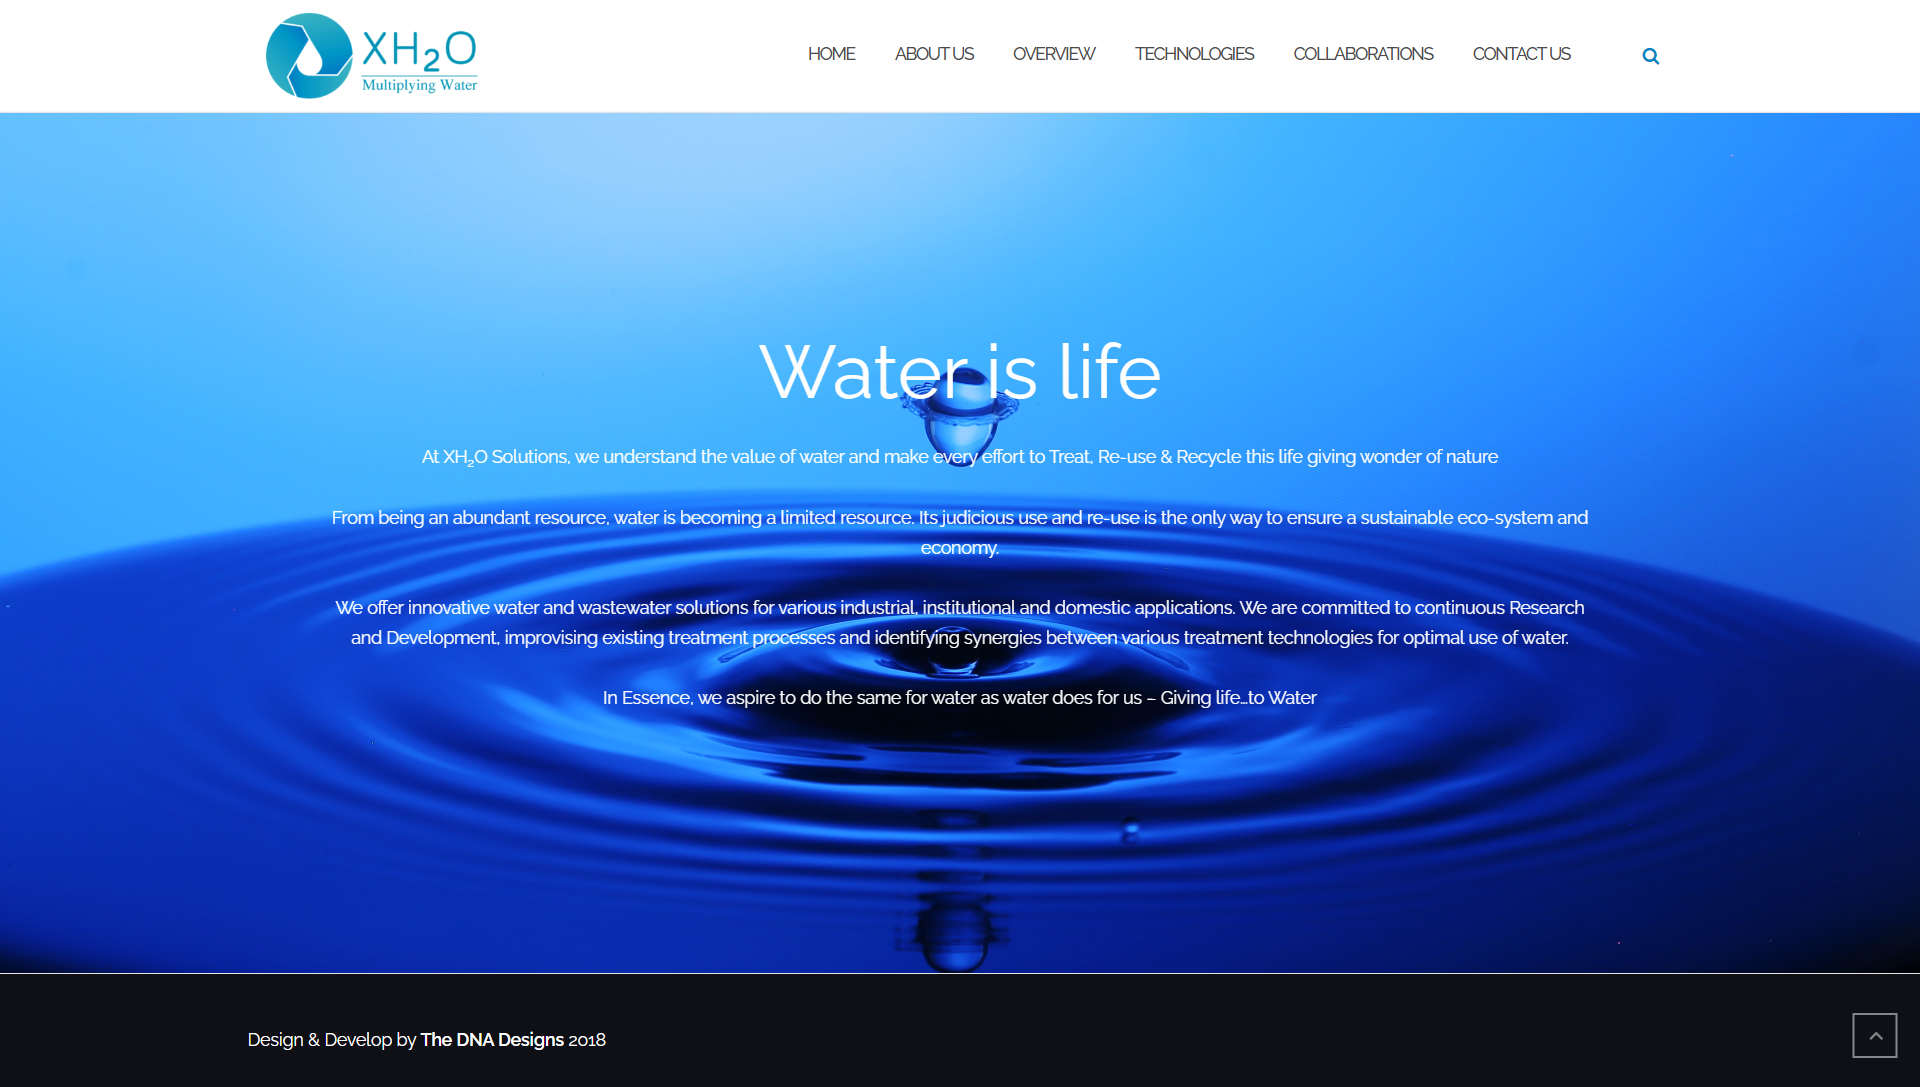 XH₂O
Multiplying Water
HOME ABOUT US OVERVIEW TECHNOLOGIES COLLABORATIONS CONTACT US
Water is life
At XH₂O Solutions, we understand the value of water and make every effort to Treat, Re-use & Recycle this life giving wonder of nature
From being an abundant resource, water is becoming a limited resource. Its judicious use and re-use is the only way to ensure a sustainable eco-system and
economy.
We offer innovative water and wastewater solutions for various industrial, institutional and domestic applications. We are committed to continuous Research
and Development, improvising existing treatment processes and identifying synergies between various treatment technologies for optimal use of water.
In Essence, we aspire to do the same for water as water does for us – Giving life…to Water
Design & Develop by The DNA Designs 2018